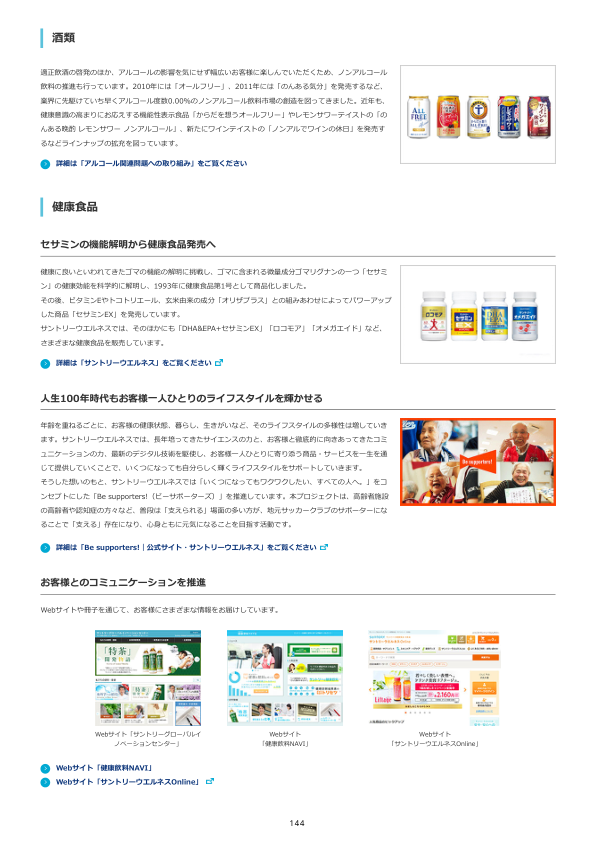 酒類
適正飲酒の啓発のほか、アルコールの影響を気にせず幅広いお客様に楽しんでいただくため、ノンアルコール
飲料の推進も行っています。2010年には「オールフリー」、2011年には「のんある気分」を発売するなど、
業界に先駆けていち早くアルコール度数0.00%のノンアルコール飲料市場の創造を図ってきました。近年も、
健康意識の高まりにお応えする機能性表示食品「からだを想うオールフリー」やレモンサワーテイストの「の
んある晩酌 レモンサワー ノンアルコール」、新たにワインテイストの「ノンアルでワインの休日」を発売す
るなどラインナップの拡充を図っています。
詳細は「アルコール関連問題への取り組み」をご覧ください
健康食品
セサミンの機能解明から健康食品発売へ
健康に良いといわれてきたゴマの機能の解明に挑戦し、ゴマに含まれる微量成分ゴマリグナンの一つ「セサミ
ン」の健康効能を科学的に解明し、1993年に健康食品第1号として商品化しました。
その後、ビタミンEやトコトリエール、玄米由来の成分「オリザプラス」との組みあわせによってパワーアップ
した商品「セサミンEX」を発売しています。
サントリーウエルネスでは、そのほかにも「DHA&EPA+セサミンEX」「ロコモア」「オメガエイド」など、
さまざまな健康食品を販売しています。
ロコモア
セサミン
EX
DHA
EPA
オメガエイド
詳細は「サントリーウエルネス」をご覧ください
人生100年時代もお客様一人ひとりのライフスタイルを輝かせる
年齢を重ねるごとに、お客様の健康状態、暮らし、生きがいなど、そのライフスタイルの多様性は増していき
ます。サントリーウエルネスでは、長年培ってきたサイエンスの力と、お客様と徹底的に向きあってきたコミ
ュニケーションの力、最新のデジタル技術を駆使し、お客様一人ひとりに寄り添う商品・サービスを一生を通
じて提供していくことで、いくつになっても自分らしく輝くライフスタイルをサポートしていきます。
そうした想いのもと、サントリーウエルネスでは「いくつになってもワクワクしたい、すべての人へ。」をコ
ンセプトにした「Be supporters!（ビーサポーターズ）」を推進しています。本プロジェクトは、高齢者施設
の高齢者や認知症の方々など、普段は「支えられる」場面の多い方が、地元サッカークラブのサポーターにな
ることで「支える」存在になり、心身ともに元気になることを目指す活動です。
Be supporters!
詳細は「Be supporters! | 公式サイト・サントリーウエルネス」をご覧ください
お客様とのコミュニケーションを推進
Webサイトや冊子を通じて、お客様にさまざまな情報をお届けしています。
「特茶」
Liftage
Webサイト「サントリーグローバルイ
ノベーションセンター」
Webサイト
「健康飲料NAVI」
Webサイト
「サントリーウエルネスOnline」
Webサイト「健康飲料NAVI」
Webサイト「サントリーウエルネスOnline」
144